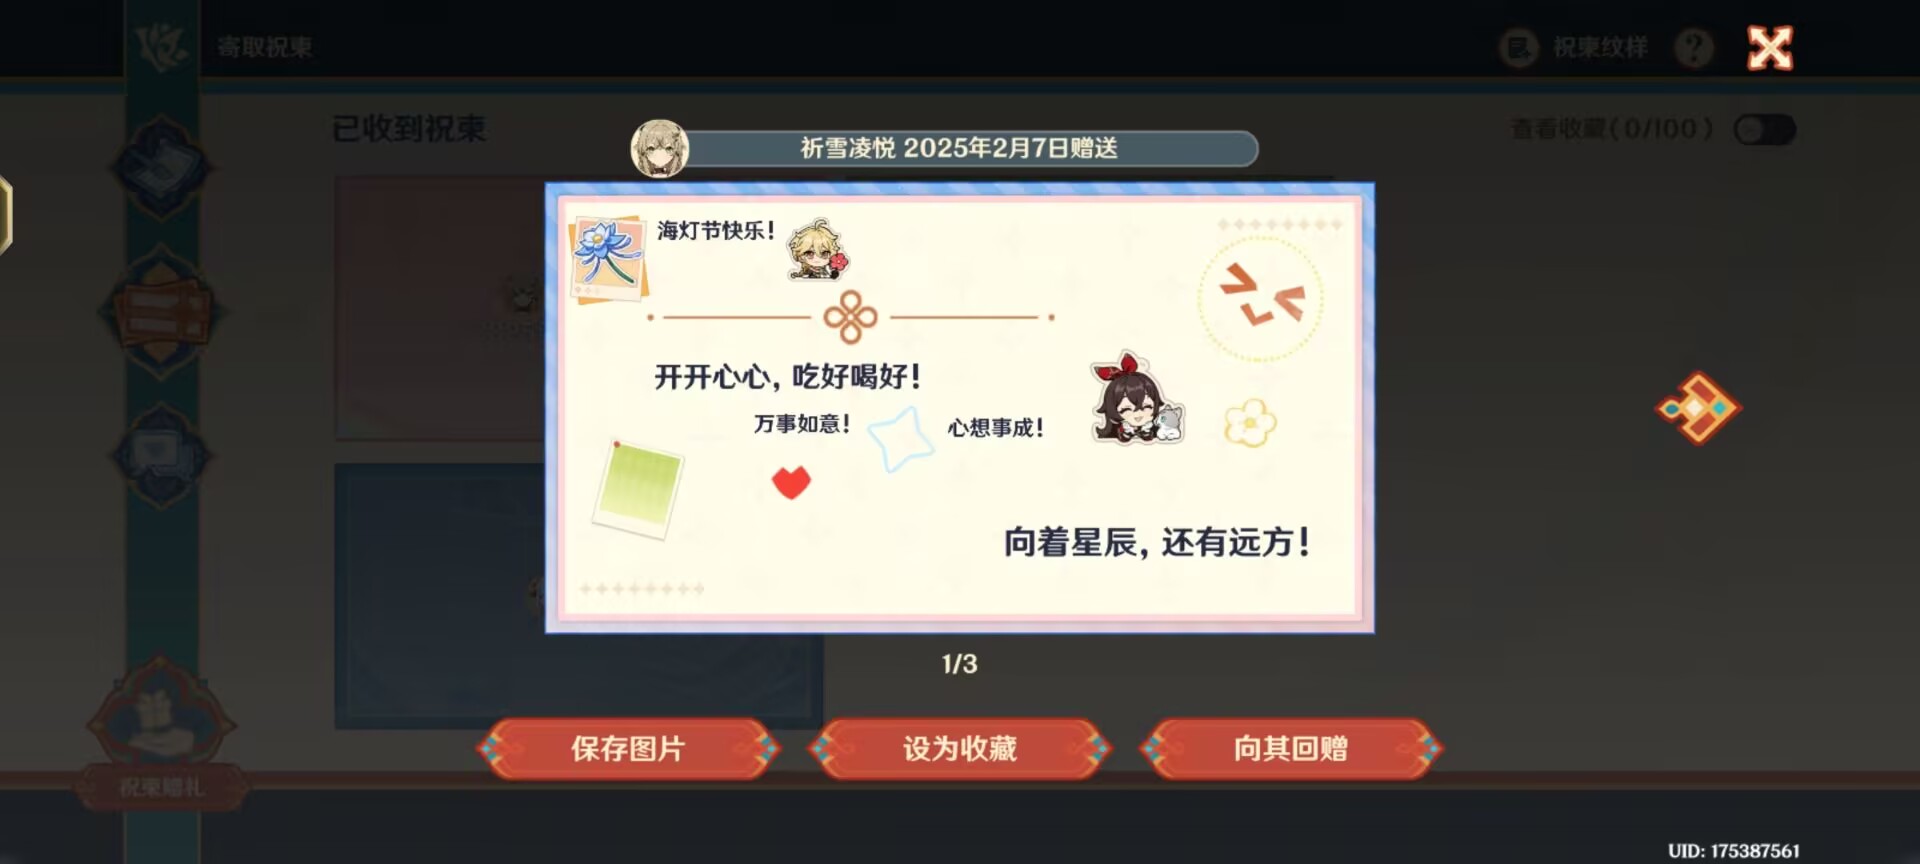 寄取祝柬
祝柬纹样
?
已收到祝柬
查看收藏(0/100)
祈雪凌悦 2025年2月7日赠送
海灯节快乐!
开开心心,吃好喝好!
万事如意!
心想事成!
向着星辰,还有远方!
1/3
保存图片
设为收藏
向其回赠
祝柬赠礼
UID: 175387561